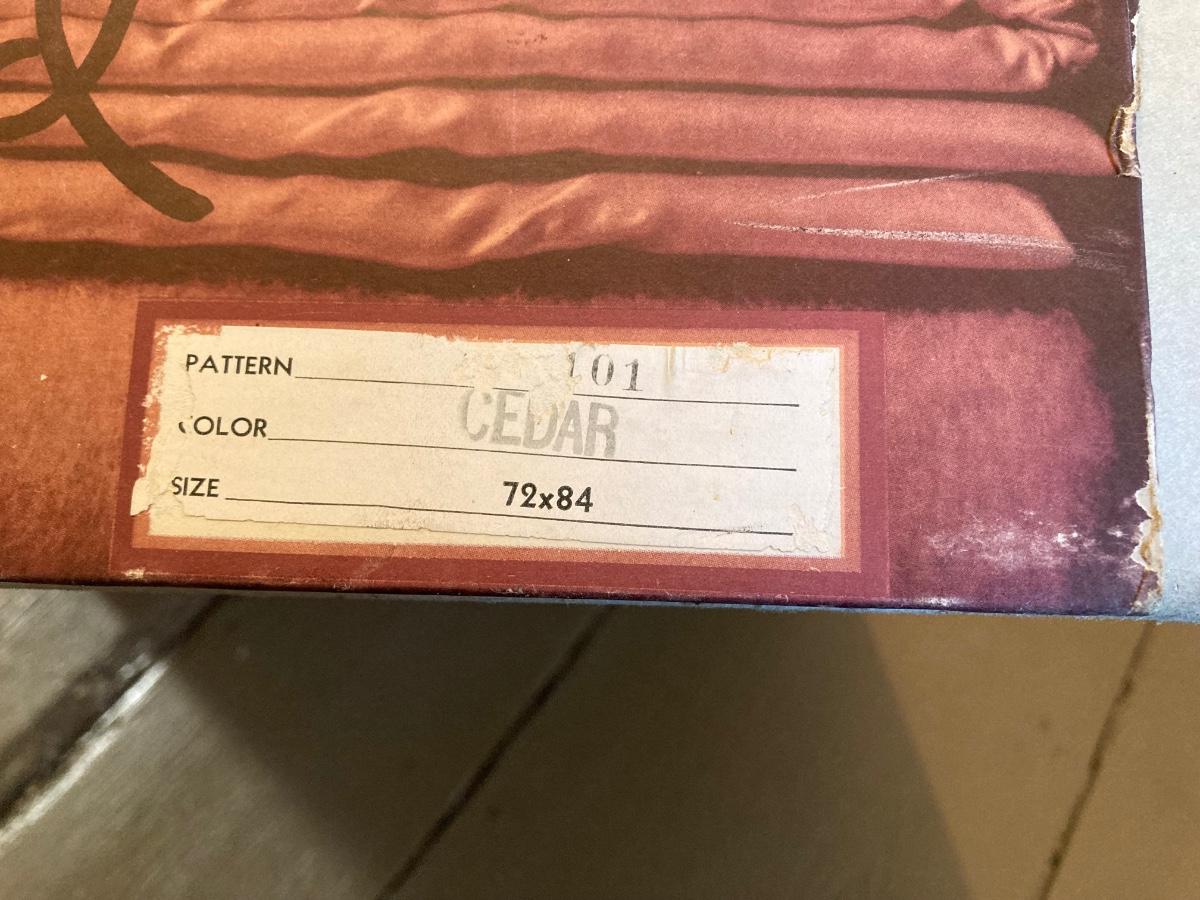 PATTERN 101
COLOR CEDAR
SIZE 72x84